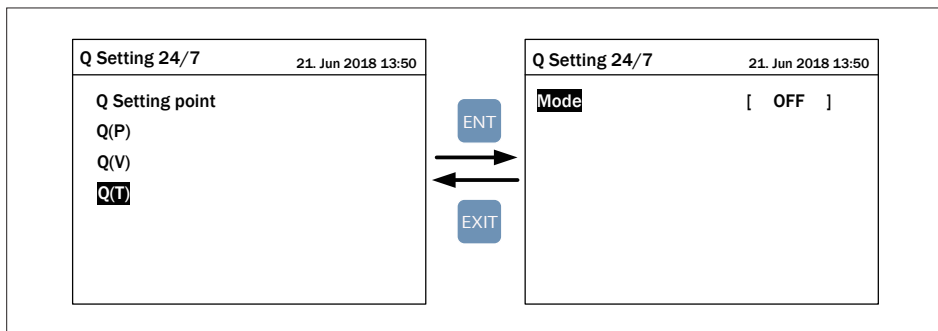 Q Setting 24/7 21. Jun 2018 13:50
Q Setting point
Q(P)
Q(V)
Q(T)
ENT
EXIT
Q Setting 24/7 21. Jun 2018 13:50
Mode [ OFF ]